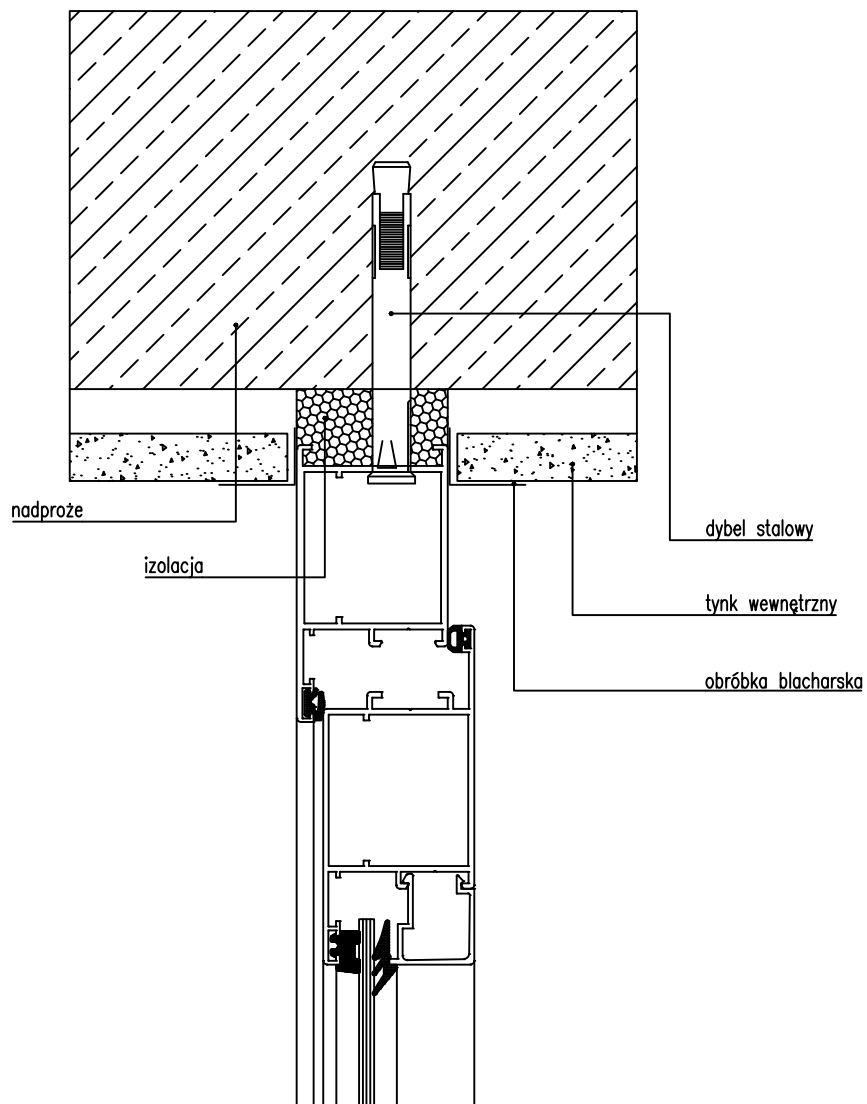 nadproże
dybel stalowy
izolacja
tynk wewnętrzny
obróbka blacharska